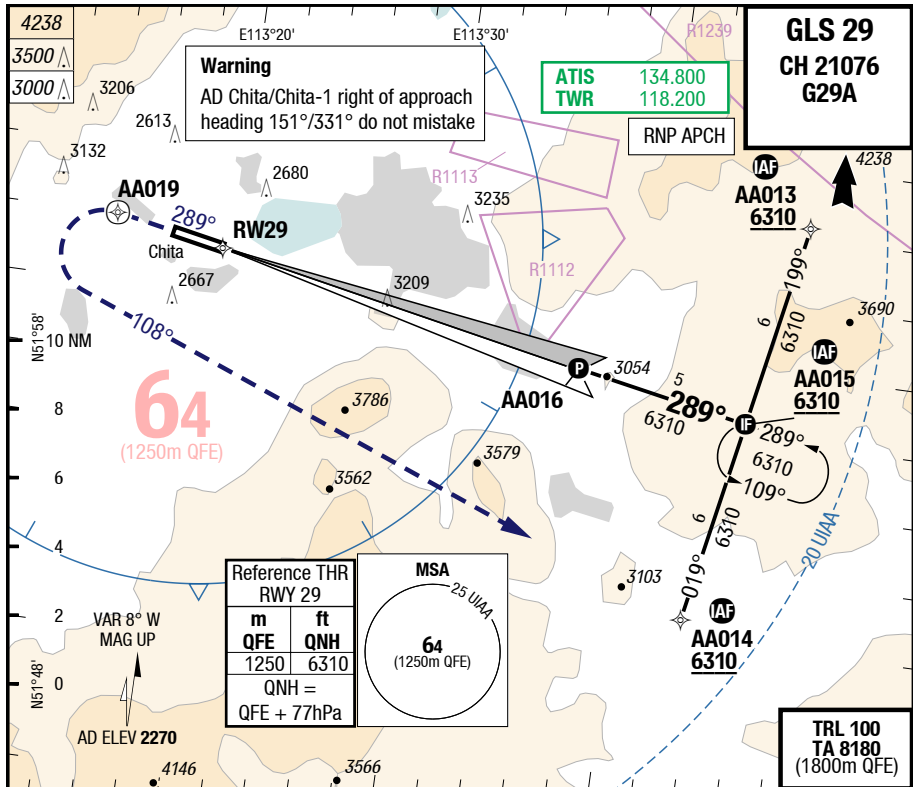 4238
3500
3000
E113°20'
E113°30'
R1239
GLS 29
CH 21076
G29A
Warning
AD Chita/Chita-1 right of approach
heading 151°/331° do not mistake
ATIS 134.800
TWR 118.200
RNP APCH
3206
2613
3132
2680
R1113
3235
IAF
AA013
6310
4238
AA019
289°
RW29
Chita
2667
3209
R1112
199°
6
6310
3690
IAF
AA015
6310
N51°58'
10 NM
108°
P
3054
AA016
5
289°
6310
IF
289°
6310
109°
64
(1250m QFE)
3786
8
3579
6
3562
6
6310
20 UIAA
4
Reference THR
RWY 29
m ft
QFE QNH
1250 6310
QNH =
QFE + 77hPa
MSA
25 UIAA
64
(1250m QFE)
3103
019°
IAF
AA014
6310
2
VAR 8° W
MAG UP
N51°48'
0
AD ELEV 2270
4146
3566
TRL 100
TA 8180
(1800m QFE)